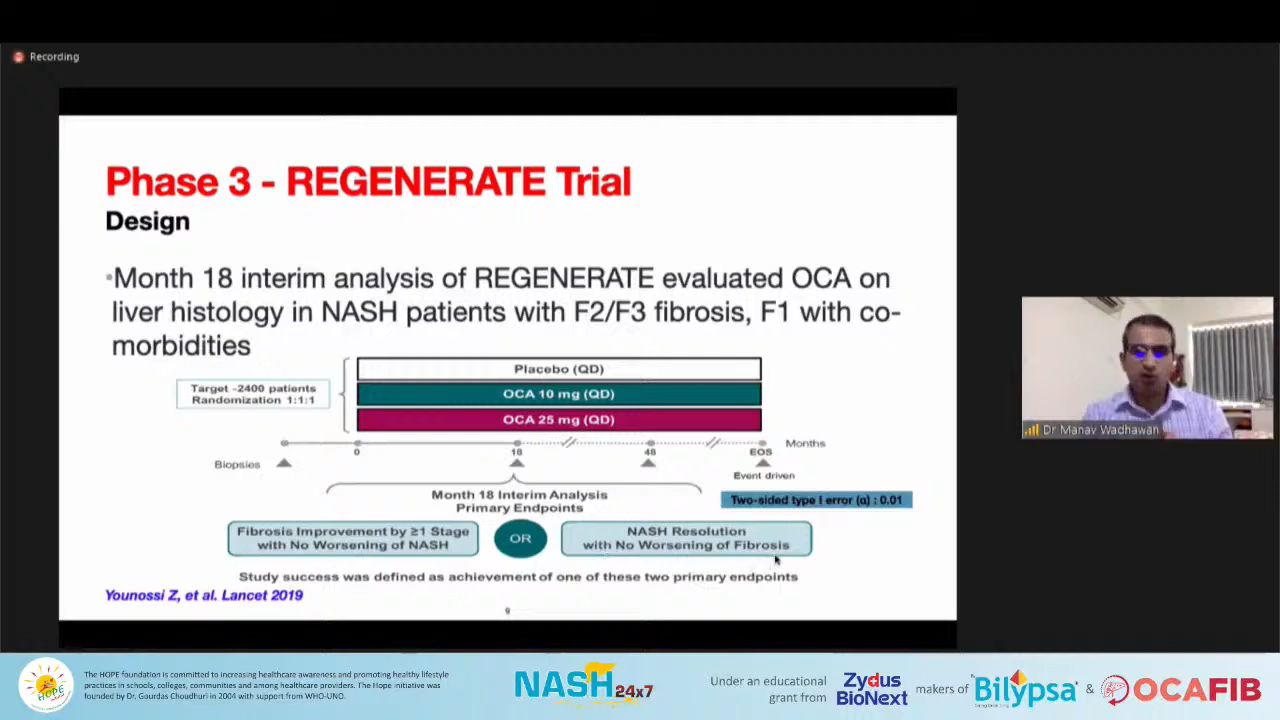 Recording
Phase 3 - REGENERATE Trial
Design
•Month 18 interim analysis of REGENERATE evaluated OCA on
liver histology in NASH patients with F2/F3 fibrosis, F1 with co-
morbidities
Target ~2400 patients
Randomization 1:1:1
Placebo (QD)
OCA 10 mg (QD)
OCA 25 mg (QD)
Months
0 18 48 EOS
Biopsies
Event driven
Month 18 Interim Analysis
Primary Endpoints
Two-sided type I error (α) : 0.01
Fibrosis Improvement by ≥1 Stage
with No Worsening of NASH
OR
NASH Resolution
with No Worsening of Fibrosis
Study success was defined as achievement of one of these two primary endpoints
Younossi Z, et al. Lancet 2019
9
Dr Manav Wadhawan
HOPE
The HOPE foundation is committed to increasing healthcare awareness and promoting healthy lifestyle
practices in schools, colleges, communities and among healthcare providers. The Hope initiative was
founded by Dr. Gourdas Choudhuri in 2004 with support from WHO-UNO.
NASH 24x7
Under an educational
grant from
Zydus
BioNext
makers of
"Bilypsa" & OCAFIB